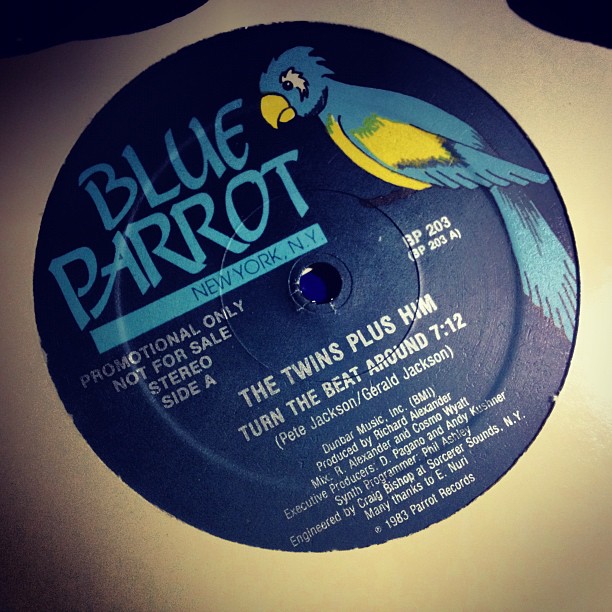 BLUE
PARROT
NEW YORK, N.Y.
BP 203
(BP 203 A)
PROMOTIONAL ONLY
NOT FOR SALE
STEREO
SIDE A
THE TWINS PLUS HIM
TURN THE BEAT AROUND 7:12
(Pete Jackson/Gerald Jackson)
Dunbar Music, Inc. (BMI)
Produced by Richard Alexander
Mix: R. Alexander and Cosmo Wyatt
Executive Producers: D. Pagano and Andy Kushner
Synth Programmer: Phil Ashley
Engineered by Craig Bishop at Sorcerer Sounds, N.Y.
Many thanks to E. Nuri
℗ 1983 Parrot Records